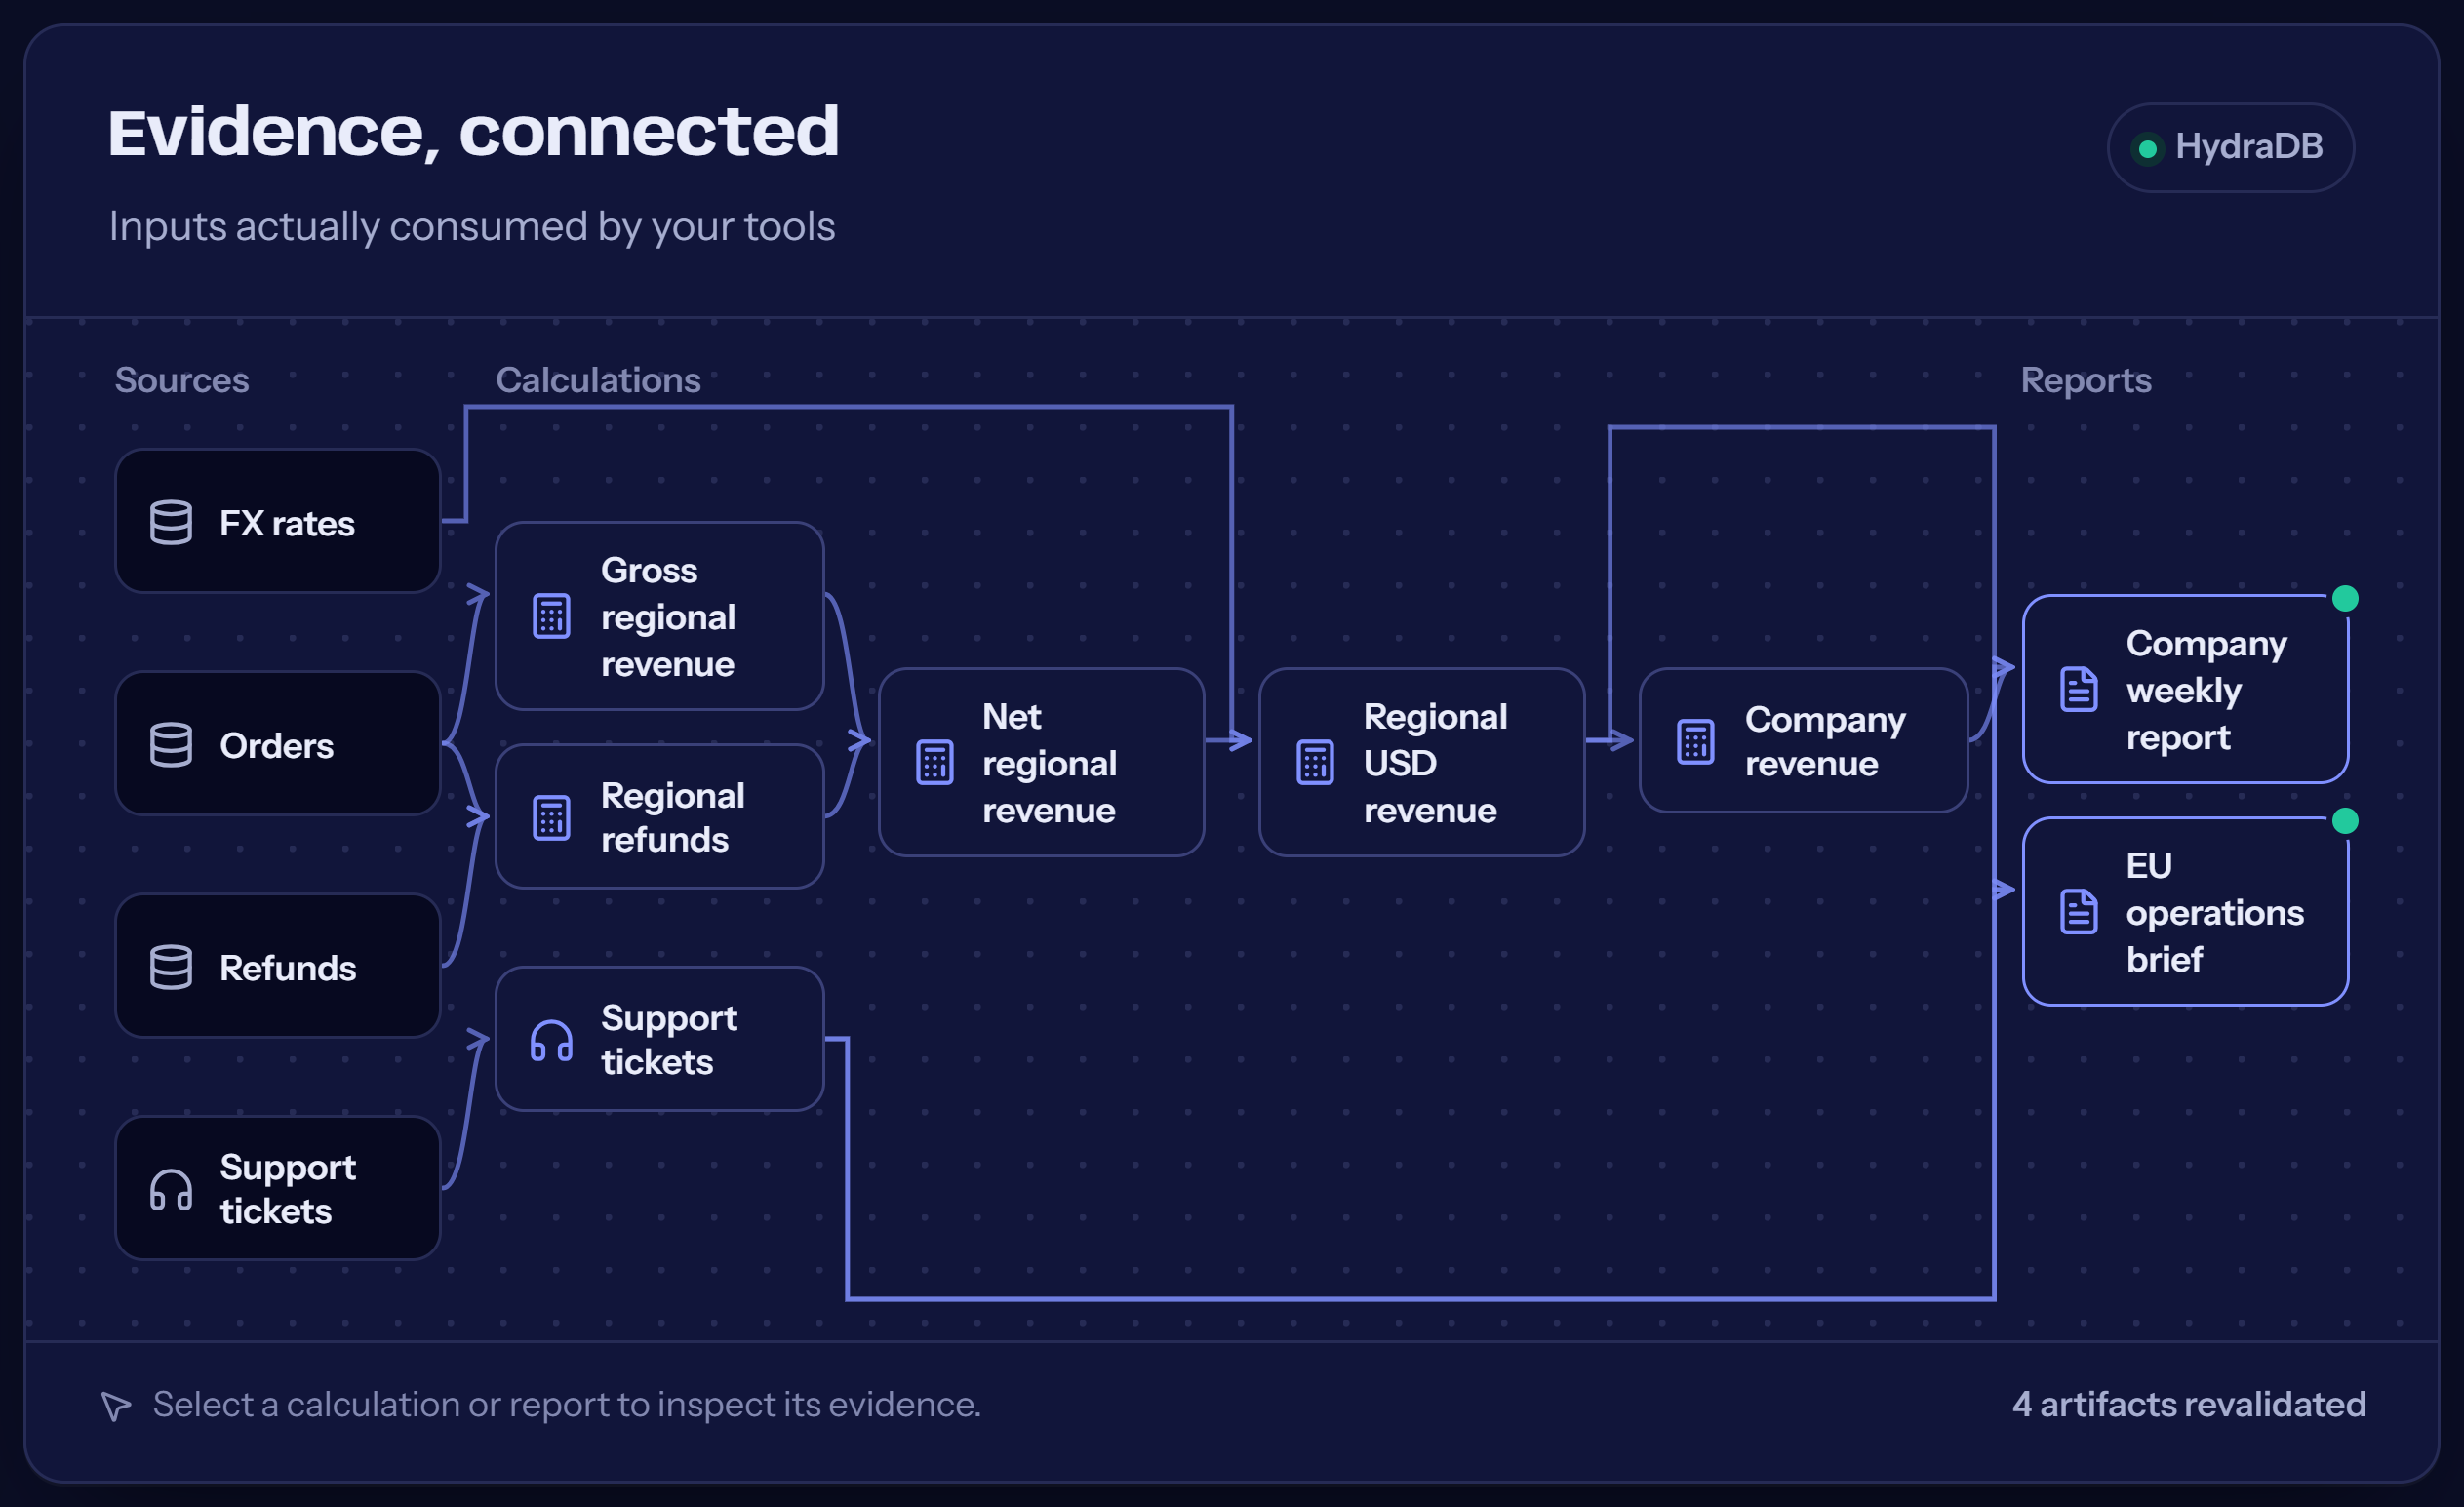 Evidence, connected
HydraDB
Inputs actually consumed by your tools
Sources
Calculations
Reports
FX rates
Orders
Refunds
Support
tickets
Gross
regional
revenue
Regional
refunds
Support
tickets
Net
regional
revenue
Regional
USD
revenue
Company
revenue
Company
weekly
report
EU
operations
brief
Select a calculation or report to inspect its evidence.
4 artifacts revalidated